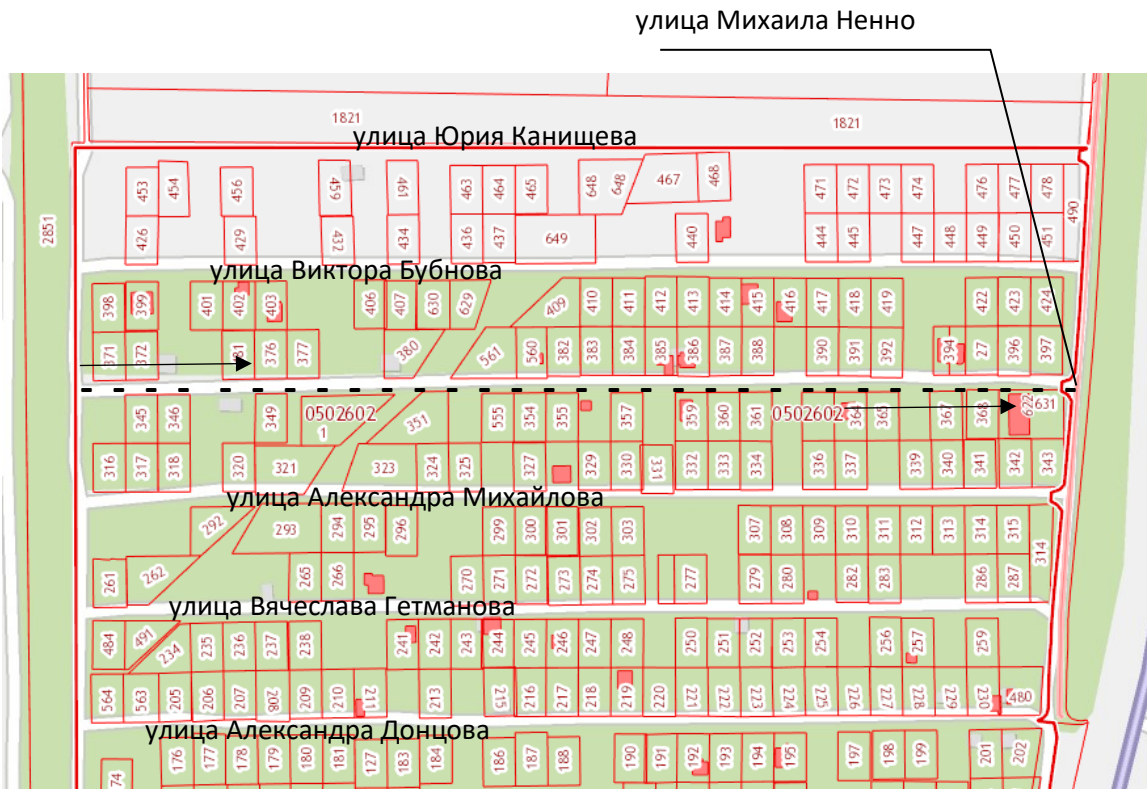 улица Михаила Ненно
1821
1821
улица Юрия Канищева
453 454 456 459 461 463 464 465 648 648 467 468 471 472 473 474 476 477 478
490
2851
426 429 432 434 436 437 649 440 444 445 447 448 449 450 451
улица Виктора Бубнова
398 399 401 402 403 406 407 630 629 409 410 411 412 413 414 415 416 417 418 419 422 423 424
371 372 376 377 380 561 560 382 383 384 385 386 387 388 390 391 392 394 27 396 397
345 346 349 0502602 351 555 354 355 357 359 360 361 0502602 364 365 367 368 622 631
1
316 317 318 320 321 323 324 325 327 329 330 331 332 333 334 336 337 339 340 341 342 343
улица Александра Михайлова
292 293 294 295 296 299 300 301 302 303 307 308 309 310 311 312 313 314 315
314
261 262 265 266 270 271 272 273 274 275 277 279 280 282 283 286 287
улица Вячеслава Гетманова
484 491 234 235 236 237 238 241 242 243 244 245 246 247 248 250 251 252 253 254 256 257 259
564 563 205 206 207 208 209 210 211 213 215 216 217 218 219 220 221 222 223 224 225 226 227 228 229 230 480
улица Александра Донцова
176 177 178 179 180 181 127 183 184 186 187 188 190 191 192 193 194 195 197 198 199 201 202
74